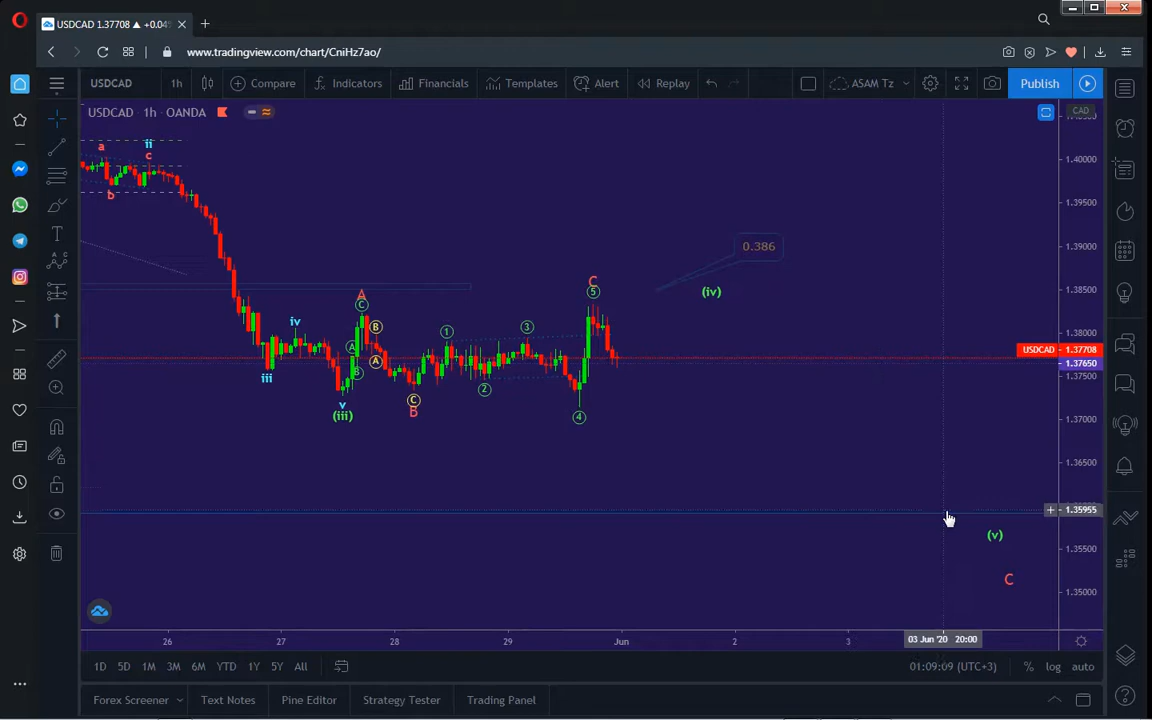 USDCAD 1.37708 ▲ +0.04
www.tradingview.com/chart/CniHz7ao/
USDCAD 1h Compare Indicators Financials Templates Alert Replay ASAM Tz Publish
USDCAD 1h OANDA
CAD
1.40000
1.39500
1.39000
1.38500
1.38000
USDCAD 1.37708
1.37650
1.37500
1.37000
1.36500
1.35955
1.35500
1.35000
a
ii
c
b
0.386
C
5
(iv)
A
C
iv
B
1
3
A
A
B
iii
2
v
C
(iii)
B
4
(v)
C
26 27 28 29 Jun 2 3 03 Jun '20 20:00
1D 5D 1M 3M 6M YTD 1Y 5Y All 01:09:09 (UTC+3) % log auto
Forex Screener Text Notes Pine Editor Strategy Tester Trading Panel